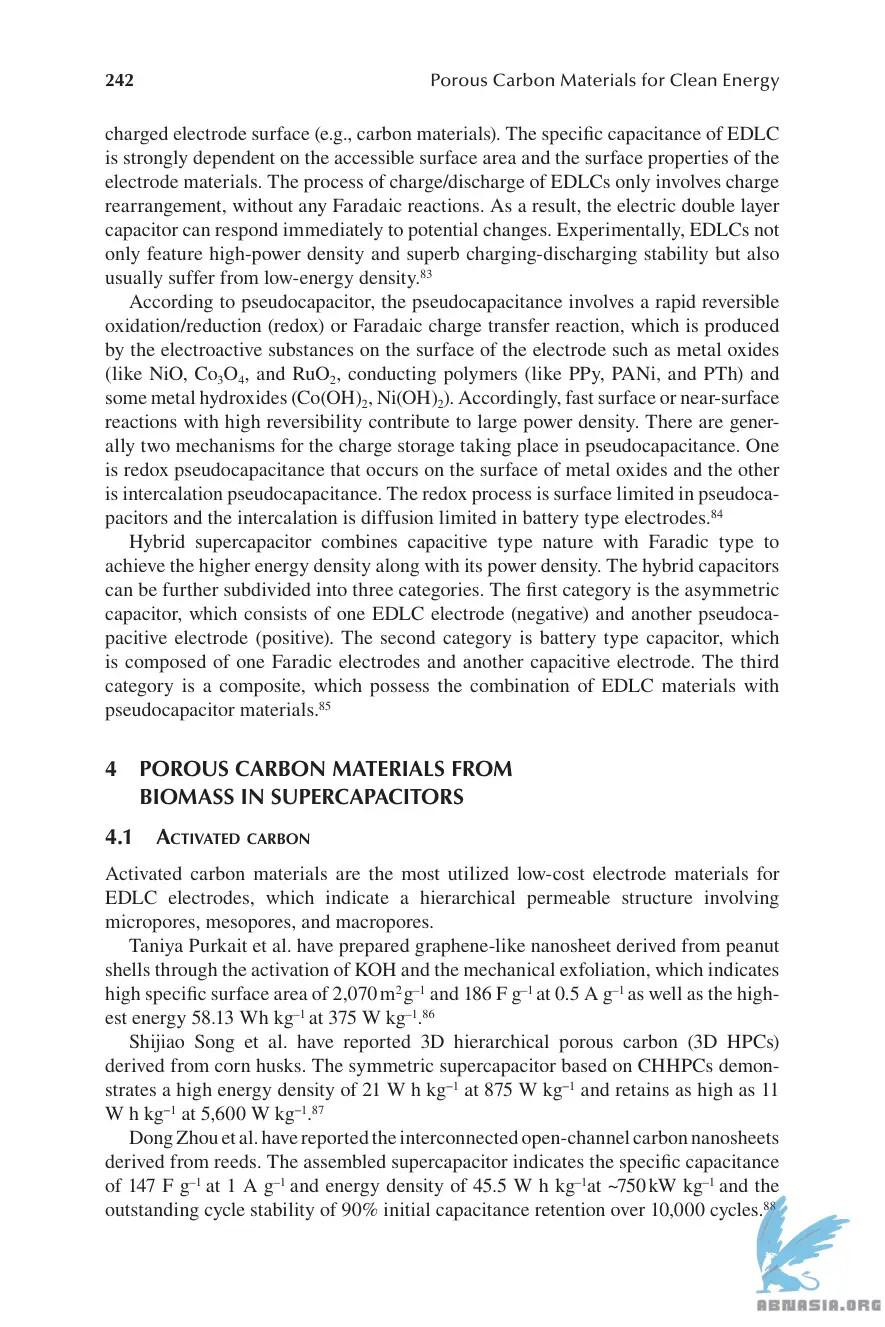 242
Porous Carbon Materials for Clean Energy
charged electrode surface (e.g., carbon materials). The specific capacitance of EDLC
is strongly dependent on the accessible surface area and the surface properties of the
electrode materials. The process of charge/discharge of EDLCs only involves charge
rearrangement, without any Faradaic reactions. As a result, the electric double layer
capacitor can respond immediately to potential changes. Experimentally, EDLCs not
only feature high-power density and superb charging-discharging stability but also
usually suffer from low-energy density.⁸³
According to pseudocapacitor, the pseudocapacitance involves a rapid reversible
oxidation/reduction (redox) or Faradaic charge transfer reaction, which is produced
by the electroactive substances on the surface of the electrode such as metal oxides
(like NiO, Co₃O₄, and RuO₂, conducting polymers (like PPy, PANi, and PTh) and
some metal hydroxides (Co(OH)₂, Ni(OH)₂). Accordingly, fast surface or near-surface
reactions with high reversibility contribute to large power density. There are gener-
ally two mechanisms for the charge storage taking place in pseudocapacitance. One
is redox pseudocapacitance that occurs on the surface of metal oxides and the other
is intercalation pseudocapacitance. The redox process is surface limited in pseudoca-
pacitors and the intercalation is diffusion limited in battery type electrodes.⁸⁴
Hybrid supercapacitor combines capacitive type nature with Faradic type to
achieve the higher energy density along with its power density. The hybrid capacitors
can be further subdivided into three categories. The first category is the asymmetric
capacitor, which consists of one EDLC electrode (negative) and another pseudoca-
pacitive electrode (positive). The second category is battery type capacitor, which
is composed of one Faradic electrodes and another capacitive electrode. The third
category is a composite, which possess the combination of EDLC materials with
pseudocapacitor materials.⁸⁵
4 POROUS CARBON MATERIALS FROM
BIOMASS IN SUPERCAPACITORS
4.1 Activated carbon
Activated carbon materials are the most utilized low-cost electrode materials for
EDLC electrodes, which indicate a hierarchical permeable structure involving
micropores, mesopores, and macropores.
Taniya Purkait et al. have prepared graphene-like nanosheet derived from peanut
shells through the activation of KOH and the mechanical exfoliation, which indicates
high specific surface area of 2,070 m² g⁻¹ and 186 F g⁻¹ at 0.5 A g⁻¹ as well as the high-
est energy 58.13 Wh kg⁻¹ at 375 W kg⁻¹.⁸⁶
Shijiao Song et al. have reported 3D hierarchical porous carbon (3D HPCs)
derived from corn husks. The symmetric supercapacitor based on CHHPCs demon-
strates a high energy density of 21 W h kg⁻¹ at 875 W kg⁻¹ and retains as high as 11
W h kg⁻¹ at 5,600 W kg⁻¹.⁸⁷
Dong Zhou et al. have reported the interconnected open-channel carbon nanosheets
derived from reeds. The assembled supercapacitor indicates the specific capacitance
of 147 F g⁻¹ at 1 A g⁻¹ and energy density of 45.5 W h kg⁻¹at ~750 kW kg⁻¹ and the
outstanding cycle stability of 90% initial capacitance retention over 10,000 cycles.⁸⁸
ABNASIA.ORG